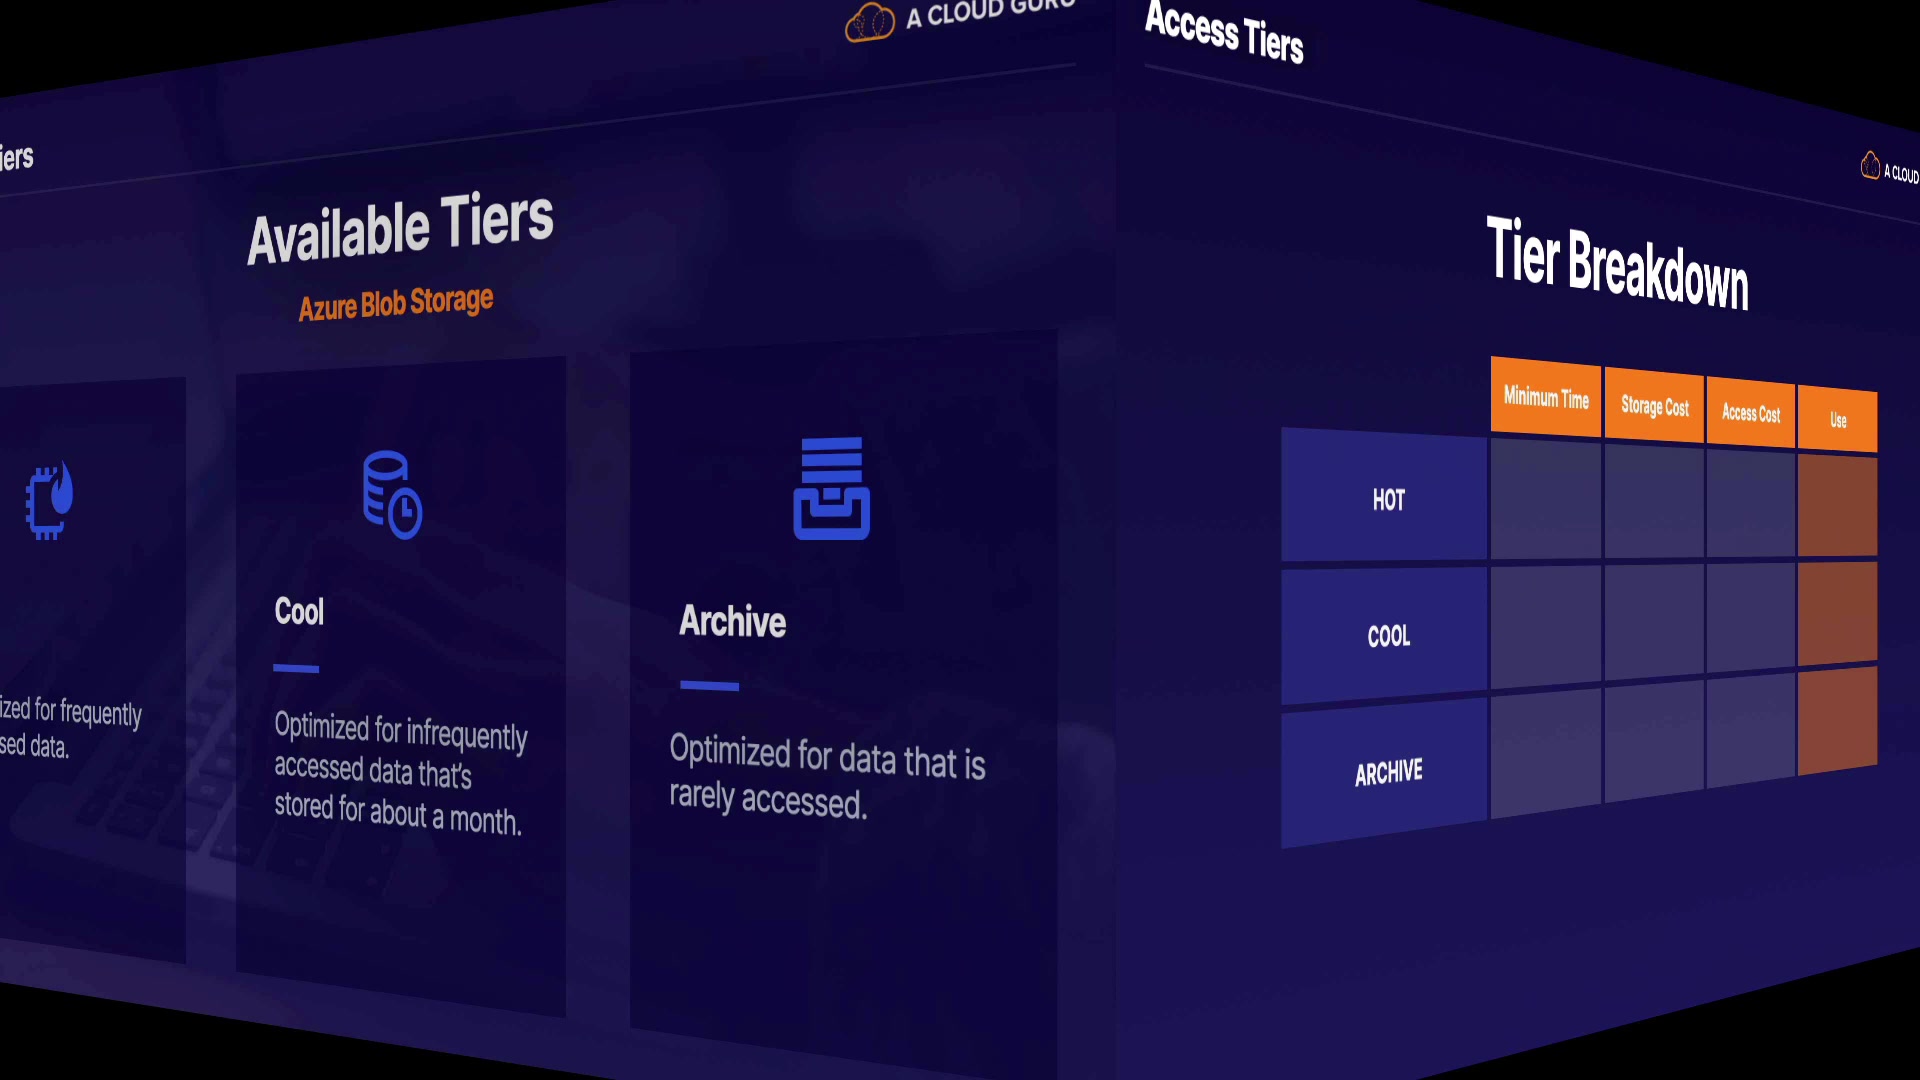 A CLOUD GURU
iers
Available Tiers
Azure Blob Storage
ized for frequently
sed data.
Cool
Optimized for infrequently
accessed data that's
stored for about a month.
Archive
Optimized for data that is
rarely accessed.
Access Tiers
A CLOUD
Tier Breakdown
Minimum Time Storage Cost Access Cost Use
HOT
COOL
ARCHIVE